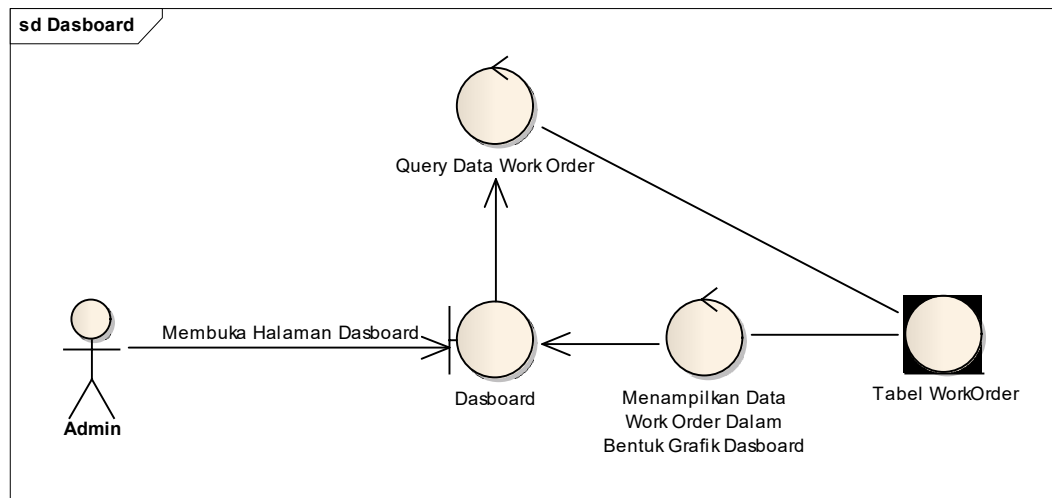 sd Dasboard
Query Data Work Order
Membuka Halaman Dasboard
Dasboard
Menampilkan Data
Work Order Dalam
Bentuk Grafik Dasboard
Tabel WorkOrder
Admin